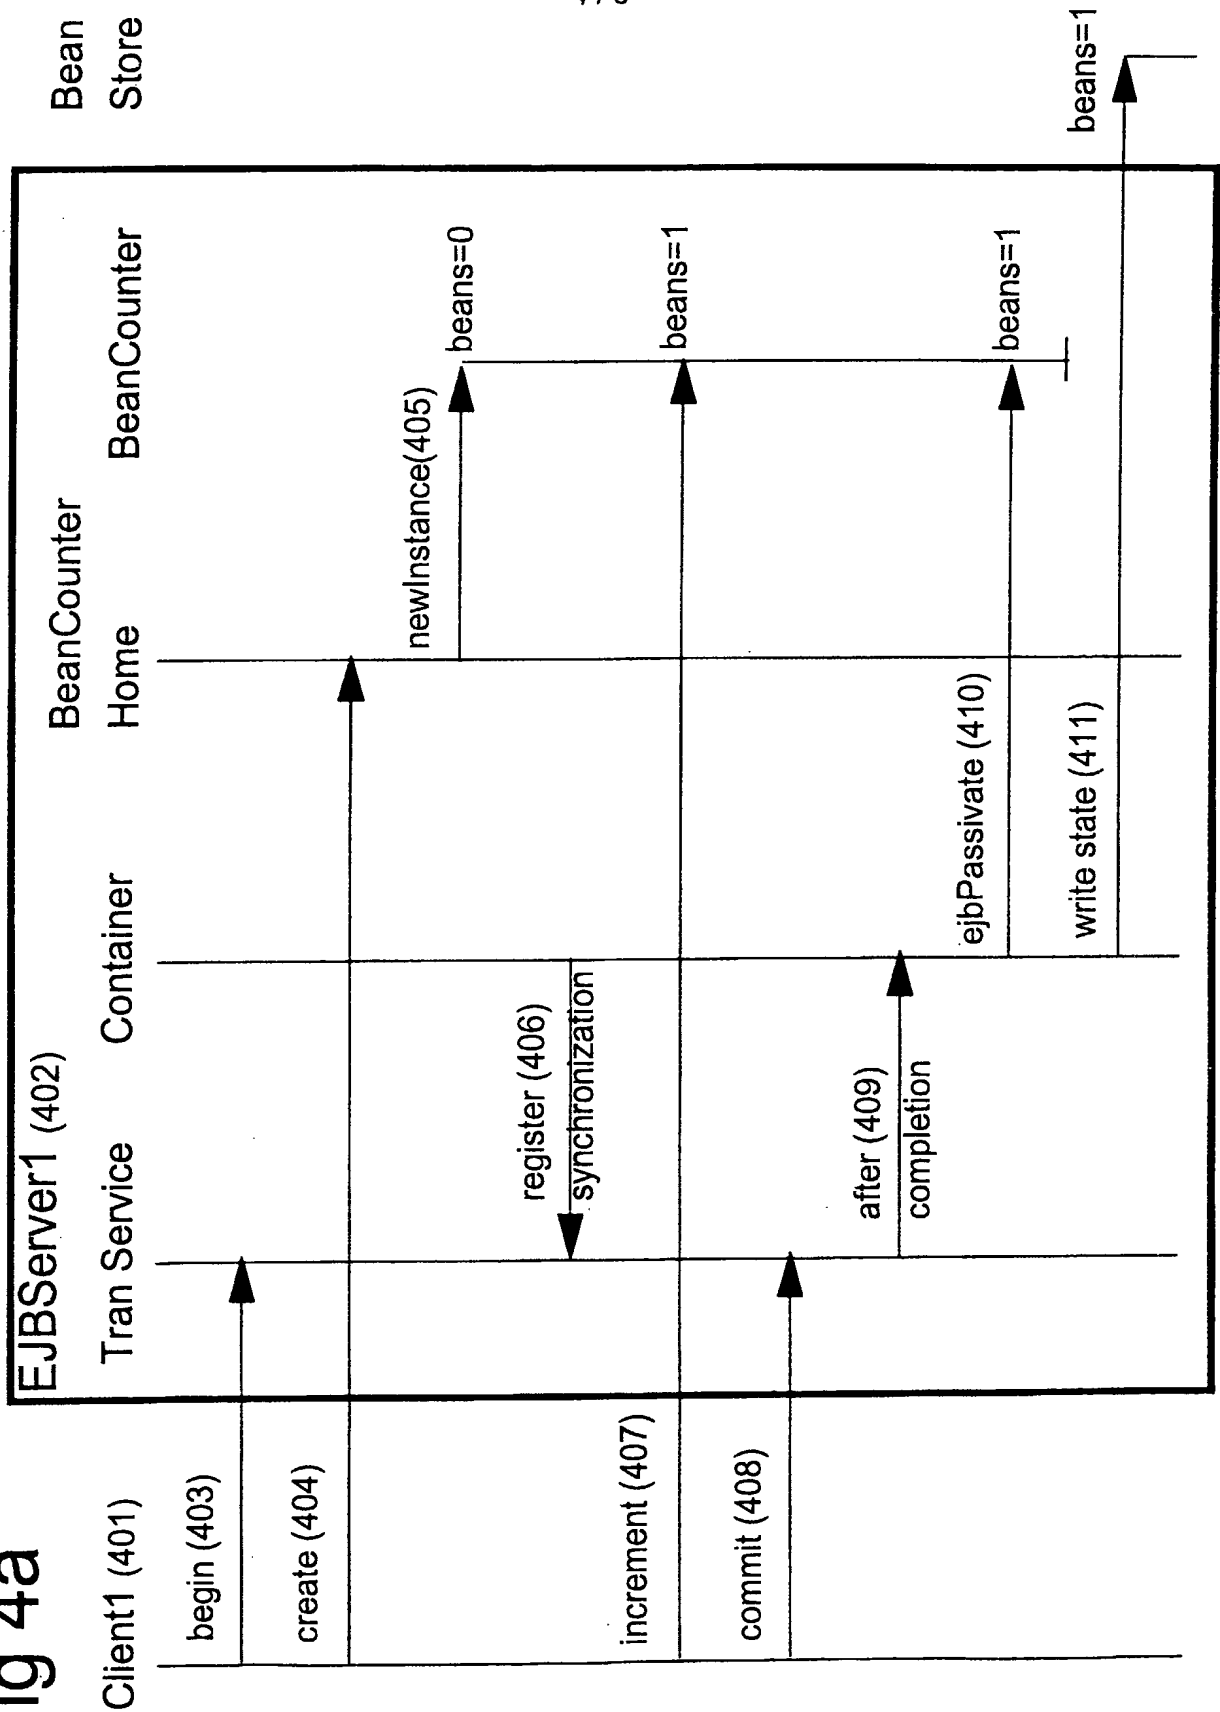 ig 4a
EJBServer1 (402)
Client1 (401)
Tran Service
Container
BeanCounter
Home
BeanCounter
Bean
Store
begin (403)
create (404)
newInstance(405)
beans=0
register (406)
synchronization
increment (407)
beans=1
commit (408)
after (409)
completion
ejbPassivate (410)
beans=1
write state (411)
beans=1